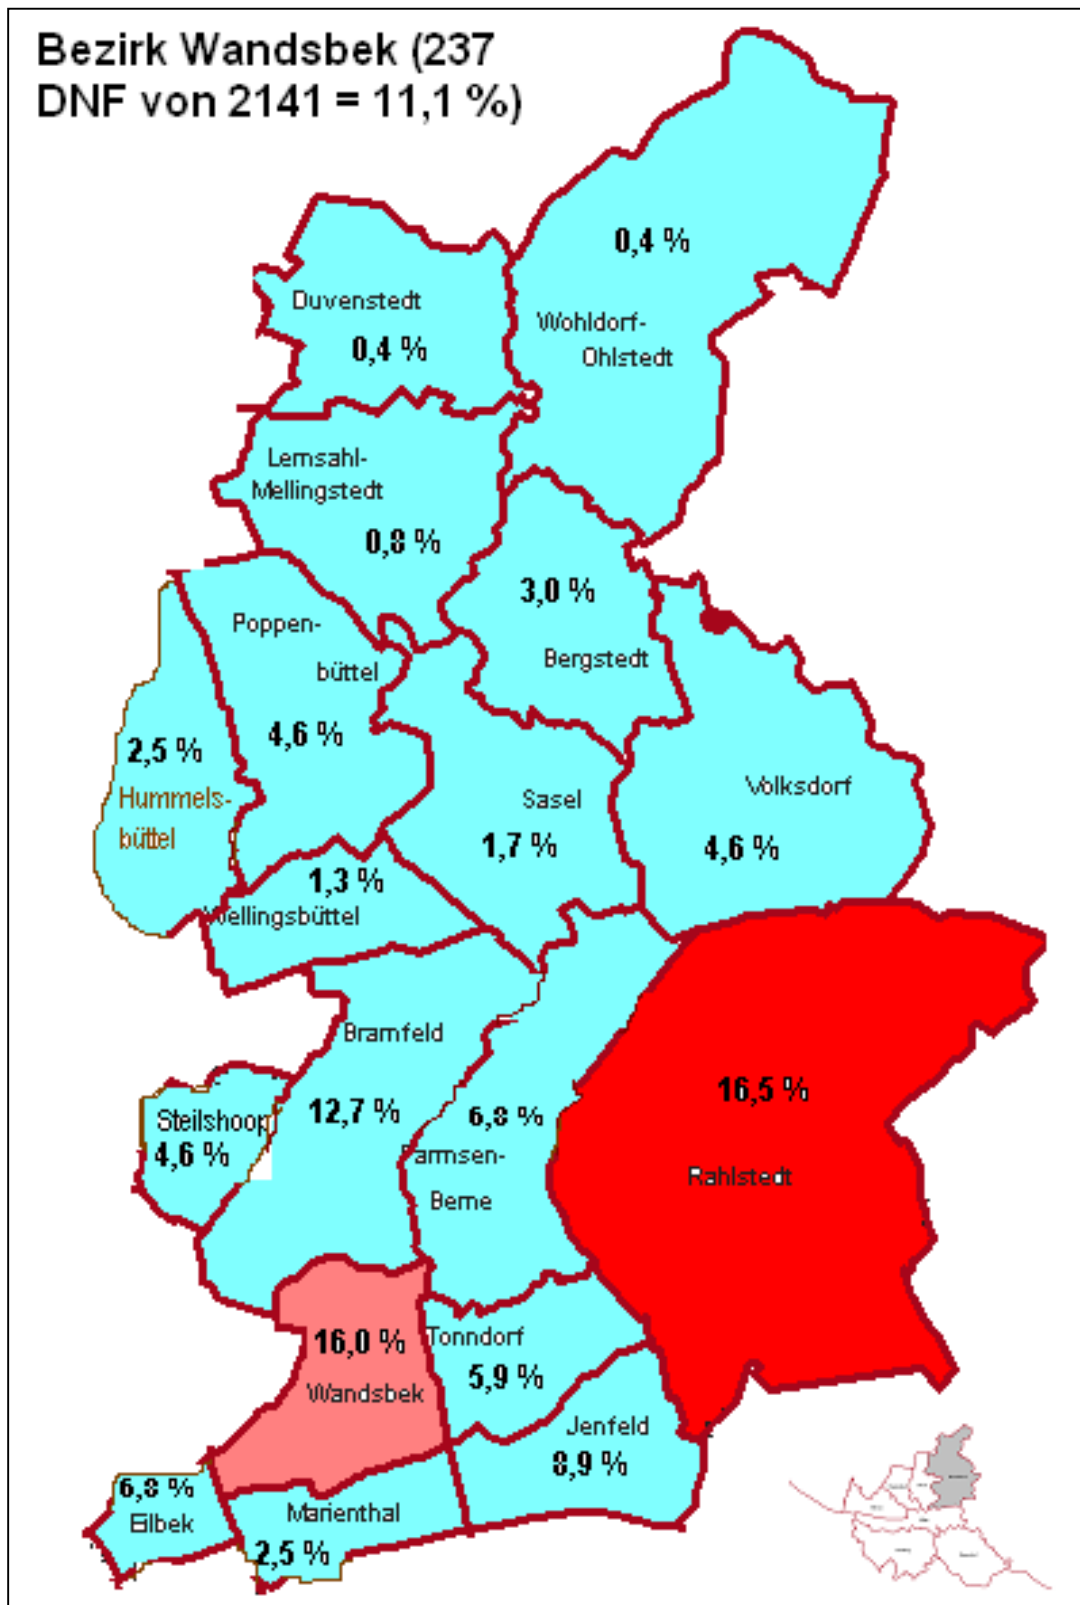 Bezirk Wandsbek (237
DNF von 2141 = 11,1 %)
0,4 %
Wohldorf-
Ohlstedt
Duvenstedt
0,4 %
Lemsahl-
Mellingstedt
0,8 %
3,0 %
Bergstedt
Poppen-
büttel
4,6 %
2,5 %
Hummels-
büttel
Sasel
1,7 %
Volksdorf
4,6 %
1,3 %
Wellingsbüttel
Bramfeld
12,7 %
Steilshoop
4,6 %
6,8 %
Farmsen-
Berne
16,5 %
Rahlstedt
16,0 %
Wandsbek
Tonndorf
5,9 %
Jenfeld
8,9 %
6,8 %
Eilbek
Marienthal
2,5 %